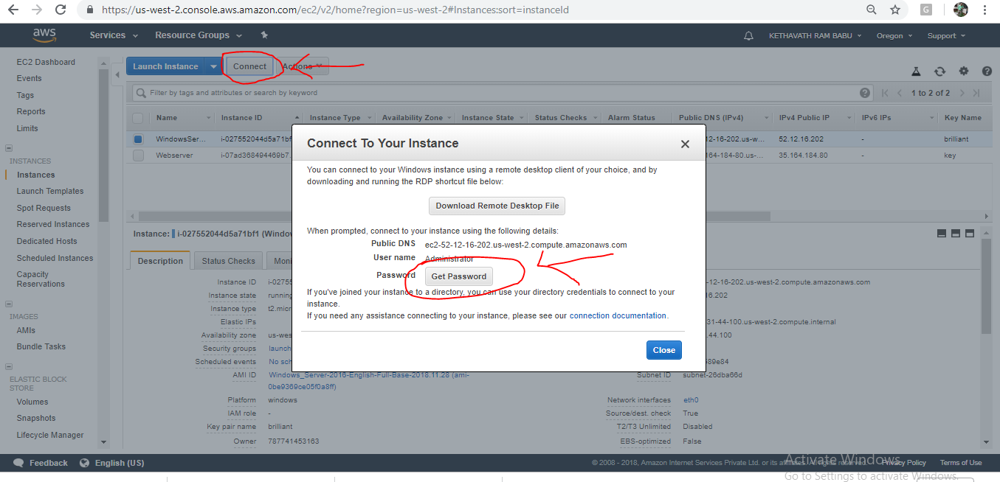 https://us-west-2.console.aws.amazon.com/ec2/v2/home?region=us-west-2#Instances:sort=instanceId
G
aws
Services
Resource Groups
KETHAVATH RAM BABU
Oregon
Support
EC2 Dashboard
Events
Tags
Reports
Limits
INSTANCES
Instances
Launch Templates
Spot Requests
Reserved Instances
Dedicated Hosts
Scheduled Instances
Capacity
Reservations
IMAGES
AMIs
Bundle Tasks
ELASTIC BLOCK
STORE
Volumes
Snapshots
Lifecycle Manager
Launch Instance
Connect
Actions
Filter by tags and attributes or search by keyword
1 to 2 of 2
Name Instance ID Instance Type Availability Zone Instance State Status Checks Alarm Status Public DNS (IPv4) IPv4 Public IP IPv6 IPs Key Name
WindowsSer... i-027552044d5a71bf 12-16-202.us-w... 52.12.16.202 - brilliant
Webserver i-07ad368494469b7. 164-184-80.us-... 35.164.184.80 - key
Connect To Your Instance
You can connect to your Windows instance using a remote desktop client of your choice, and by
downloading and running the RDP shortcut file below:
Download Remote Desktop File
When prompted, connect to your instance using the following details:
Public DNS ec2-52-12-16-202.us-west-2.compute.amazonaws.com
User name Administrator
Password Get Password
If you've joined your instance to a directory, you can use your directory credentials to connect to your
instance.
If you need any assistance connecting to your instance, please see our connection documentation.
Close
Instance: i-027552044d5a71bf1 (Windo
Description Status Checks Moni
Instance ID i-0275 -12-16-202.us-west-2.compute.amazonaws.com
Instance state running 16.202
Instance type t2.micr
Elastic IPs 31-44-100.us-west-2.compute.internal
Availability zone us-wes .44.100
Security groups launch
Scheduled events No sch 589e84
AMI ID Windows_Server-2016-English-Full-Base-2018.11.28 (ami-
0be9369ce05f0a8ff)
Subnet ID subnet-26dba66d
Platform windows Network interfaces eth0
IAM role - Source/dest. check True
Key pair name brilliant T2/T3 Unlimited Disabled
Owner 787741453163 EBS-optimized False
Feedback English (US)
© 2008 - 2018, Amazon Internet Services Private Ltd. or its affiliates. All rights reserved. Privacy Policy Terms of Use
Activate Windows
Go to Settings to activate Windows.